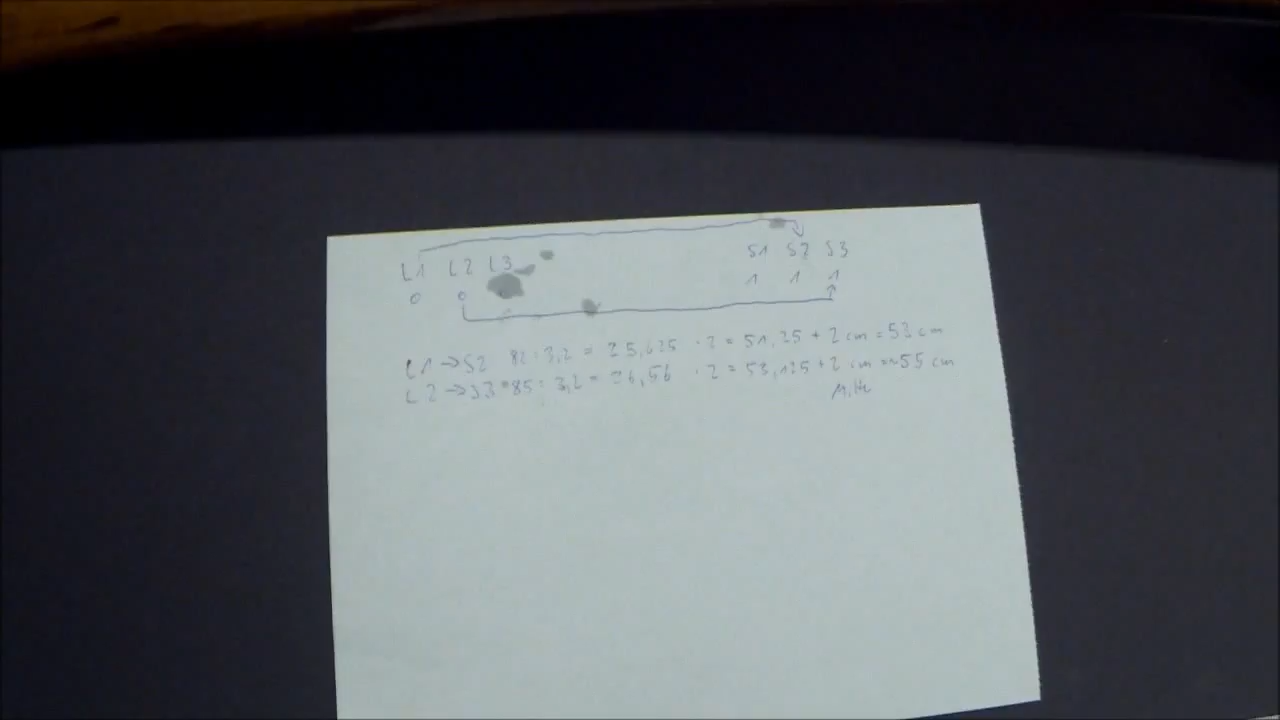 L1 L2 L3 S1 S2 S3
0 0 1 1 1
L1 → S2 82 : 3,2 = 25,625 · 2 = 51,25 + 2 cm = 53 cm
L2 → S3 = 85 : 3,2 = 26,56 · 2 = 53,125 + 2 cm = ~ 55 cm
Mitte